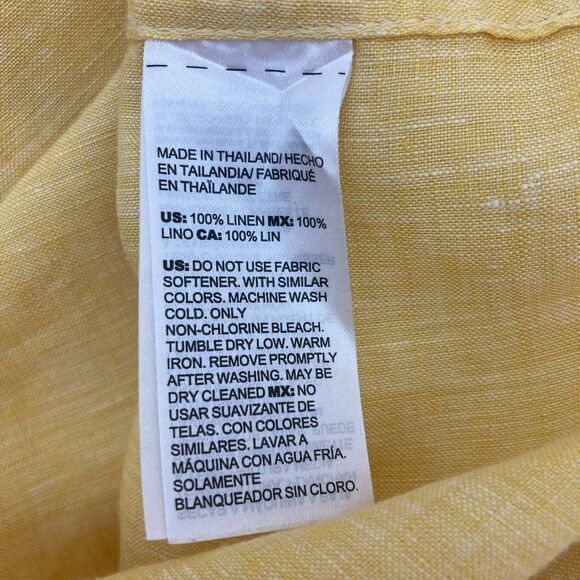 MADE IN THAILAND/ HECHO
EN TAILANDIA/ FABRIQUÉ
EN THAÏLANDE
US: 100% LINEN MX: 100%
LINO CA: 100% LIN
US: DO NOT USE FABRIC
SOFTENER. WITH SIMILAR
COLORS. MACHINE WASH
COLD. ONLY
NON-CHLORINE BLEACH.
TUMBLE DRY LOW. WARM
IRON. REMOVE PROMPTLY
AFTER WASHING. MAY BE
DRY CLEANED MX: NO
USAR SUAVIZANTE DE
TELAS. CON COLORES
SIMILARES. LAVAR A
MÁQUINA CON AGUA FRÍA.
SOLAMENTE
BLANQUEADOR SIN CLORO.